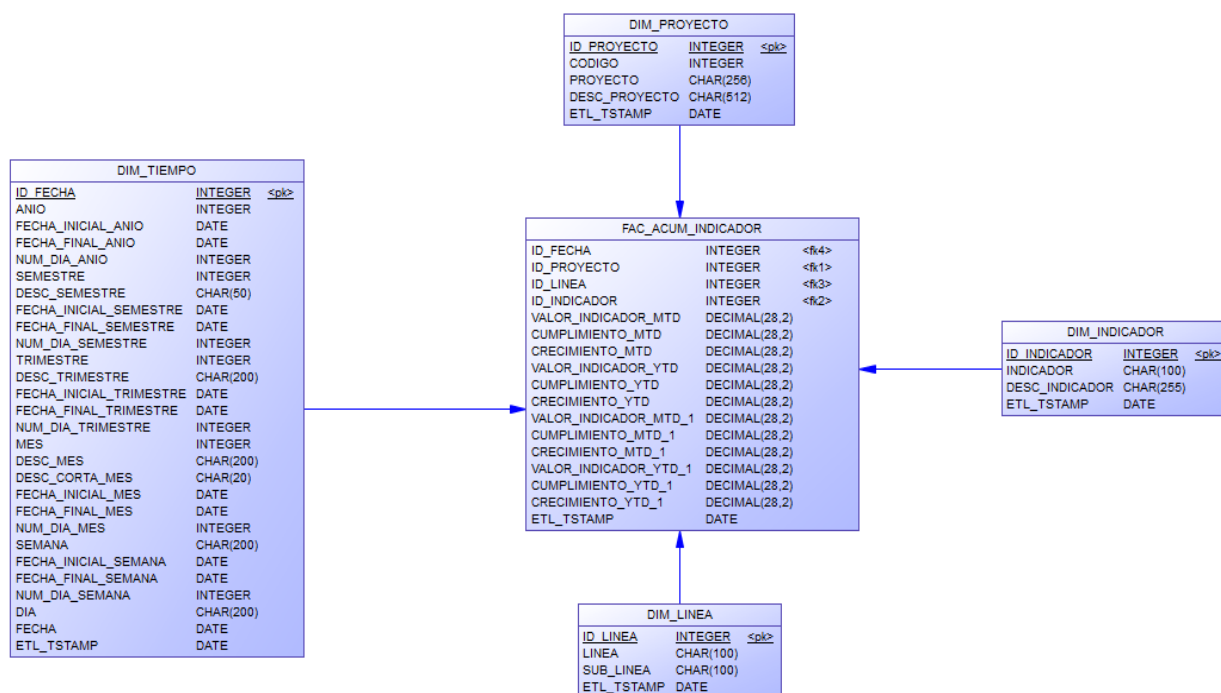 DIM_PROYECTO
ID_PROYECTO INTEGER <pk>
CODIGO INTEGER
PROYECTO CHAR(256)
DESC_PROYECTO CHAR(512)
ETL_TSTAMP DATE
DIM_TIEMPO
ID_FECHA INTEGER <pk>
ANIO INTEGER
FECHA_INICIAL_ANIO DATE
FECHA_FINAL_ANIO DATE
NUM_DIA_ANIO INTEGER
SEMESTRE INTEGER
DESC_SEMESTRE CHAR(50)
FECHA_INICIAL_SEMESTRE DATE
FECHA_FINAL_SEMESTRE DATE
NUM_DIA_SEMESTRE INTEGER
TRIMESTRE INTEGER
DESC_TRIMESTRE CHAR(200)
FECHA_INICIAL_TRIMESTRE DATE
FECHA_FINAL_TRIMESTRE DATE
NUM_DIA_TRIMESTRE INTEGER
MES INTEGER
DESC_MES CHAR(200)
DESC_CORTA_MES CHAR(20)
FECHA_INICIAL_MES DATE
FECHA_FINAL_MES DATE
NUM_DIA_MES INTEGER
SEMANA CHAR(200)
FECHA_INICIAL_SEMANA DATE
FECHA_FINAL_SEMANA DATE
NUM_DIA_SEMANA INTEGER
DIA CHAR(200)
FECHA DATE
ETL_TSTAMP DATE
FAC_ACUM_INDICADOR
ID_FECHA INTEGER <fk4>
ID_PROYECTO INTEGER <fk1>
ID_LINEA INTEGER <fk3>
ID_INDICADOR INTEGER <fk2>
VALOR_INDICADOR_MTD DECIMAL(28,2)
CUMPLIMIENTO_MTD DECIMAL(28,2)
CRECIMIENTO_MTD DECIMAL(28,2)
VALOR_INDICADOR_YTD DECIMAL(28,2)
CUMPLIMIENTO_YTD DECIMAL(28,2)
CRECIMIENTO_YTD DECIMAL(28,2)
VALOR_INDICADOR_MTD_1 DECIMAL(28,2)
CUMPLIMIENTO_MTD_1 DECIMAL(28,2)
CRECIMIENTO_MTD_1 DECIMAL(28,2)
VALOR_INDICADOR_YTD_1 DECIMAL(28,2)
CUMPLIMIENTO_YTD_1 DECIMAL(28,2)
CRECIMIENTO_YTD_1 DECIMAL(28,2)
ETL_TSTAMP DATE
DIM_INDICADOR
ID_INDICADOR INTEGER <pk>
INDICADOR CHAR(100)
DESC_INDICADOR CHAR(255)
ETL_TSTAMP DATE
DIM_LINEA
ID_LINEA INTEGER <pk>
LINEA CHAR(100)
SUB_LINEA CHAR(100)
ETL_TSTAMP DATE